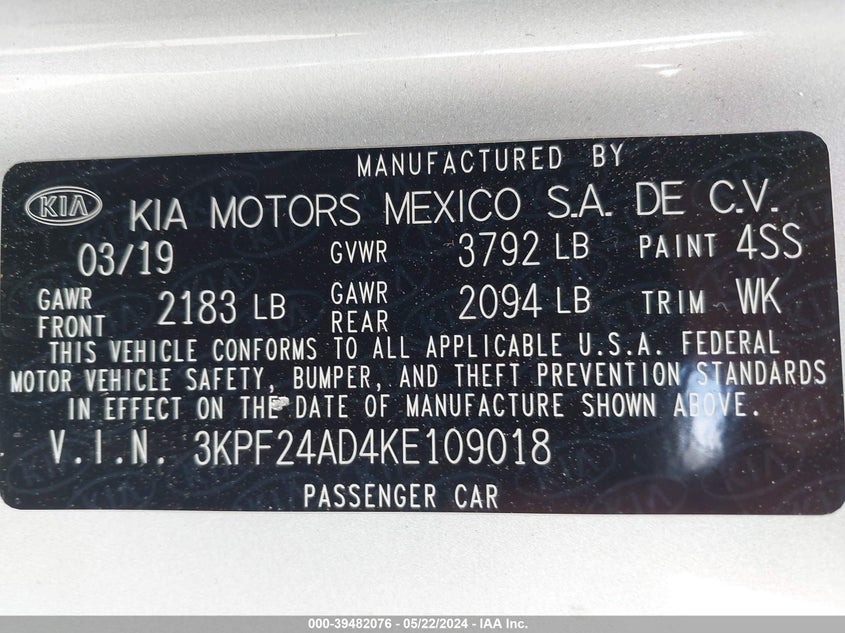 MANUFACTURED BY
KIA KIA MOTORS MEXICO S.A. DE C.V.
03/19 GVWR 3792 LB PAINT 4SS
GAWR FRONT 2183 LB GAWR REAR 2094 LB TRIM WK
THIS VEHICLE CONFORMS TO ALL APPLICABLE U.S.A. FEDERAL
MOTOR VEHICLE SAFETY, BUMPER, AND THEFT PREVENTION STANDARDS
IN EFFECT ON THE DATE OF MANUFACTURE SHOWN ABOVE.
V.I.N. 3KPF24AD4KE109018
PASSENGER CAR
000-39482076 - 05/22/2024 - IAA Inc.